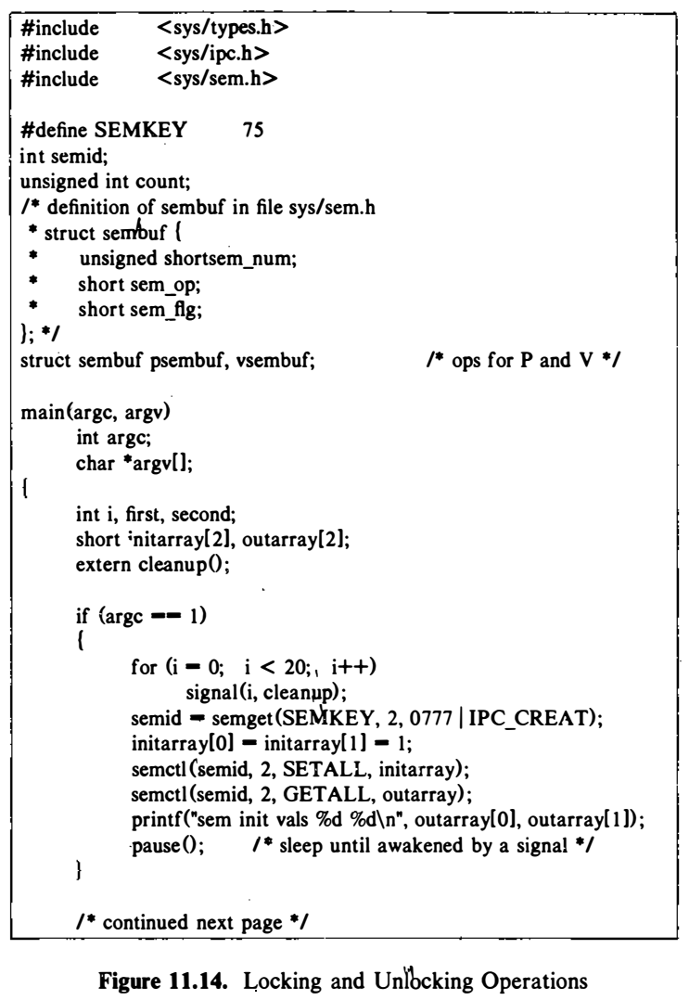 #include <sys/types.h>
#include <sys/ipc.h>
#include <sys/sem.h>
#define SEMKEY 75
int semid;
unsigned int count;
/* definition of sembuf in file sys/sem.h
* struct sembuf {
* unsigned shortsem_num;
* short sem_op;
* short sem_flg;
}; */
struct sembuf psembuf, vsembuf; /* ops for P and V */
main(argc, argv)
int argc;
char *argv[];
{
int i, first, second;
short initarray[2], outarray[2];
extern cleanup();
if (argc == 1)
{
for (i = 0; i < 20; i++)
signal(i, cleanup);
semid = semget(SEMKEY, 2, 0777 | IPC_CREAT);
initarray[0] = initarray[1] = 1;
semctl(semid, 2, SETALL, initarray);
semctl(semid, 2, GETALL, outarray);
printf("sem init vals %d %d\n", outarray[0], outarray[1]);
pause(); /* sleep until awakened by a signal */
}
/* continued next page */
Figure 11.14. Locking and Unlocking Operations